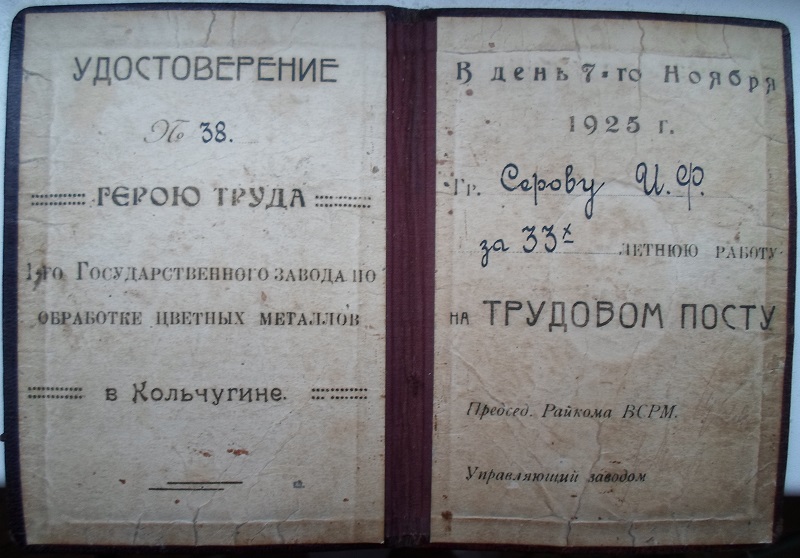 УДОСТОВЕРЕНИЕ
№ 38.
ГЕРОЮ ТРУДА
1-го Государственного завода по
обработке цветных металлов
в Кольчугине.
В день 7-го Ноября
1925 г.
Гр. Серову И.Ф.
за 33х летнюю работу
на ТРУДОВОМ ПОСТУ
Председ. Райкома ВСРМ.
Управляющий заводом